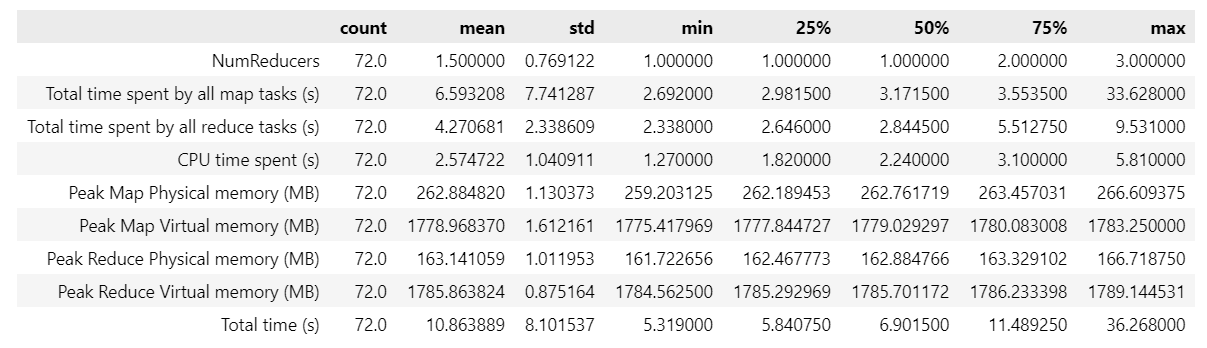 count mean std min 25% 50% 75% max
NumReducers 72.0 1.500000 0.769122 1.000000 1.000000 1.000000 2.000000 3.000000
Total time spent by all map tasks (s) 72.0 6.593208 7.741287 2.692000 2.981500 3.171500 3.553500 33.628000
Total time spent by all reduce tasks (s) 72.0 4.270681 2.338609 2.338000 2.646000 2.844500 5.512750 9.531000
CPU time spent (s) 72.0 2.574722 1.040911 1.270000 1.820000 2.240000 3.100000 5.810000
Peak Map Physical memory (MB) 72.0 262.884820 1.130373 259.203125 262.189453 262.761719 263.457031 266.609375
Peak Map Virtual memory (MB) 72.0 1778.968370 1.612161 1775.417969 1777.844727 1779.029297 1780.083008 1783.250000
Peak Reduce Physical memory (MB) 72.0 163.141059 1.011953 161.722656 162.467773 162.884766 163.329102 166.718750
Peak Reduce Virtual memory (MB) 72.0 1785.863824 0.875164 1784.562500 1785.292969 1785.701172 1786.233398 1789.144531
Total time (s) 72.0 10.863889 8.101537 5.319000 5.840750 6.901500 11.489250 36.268000